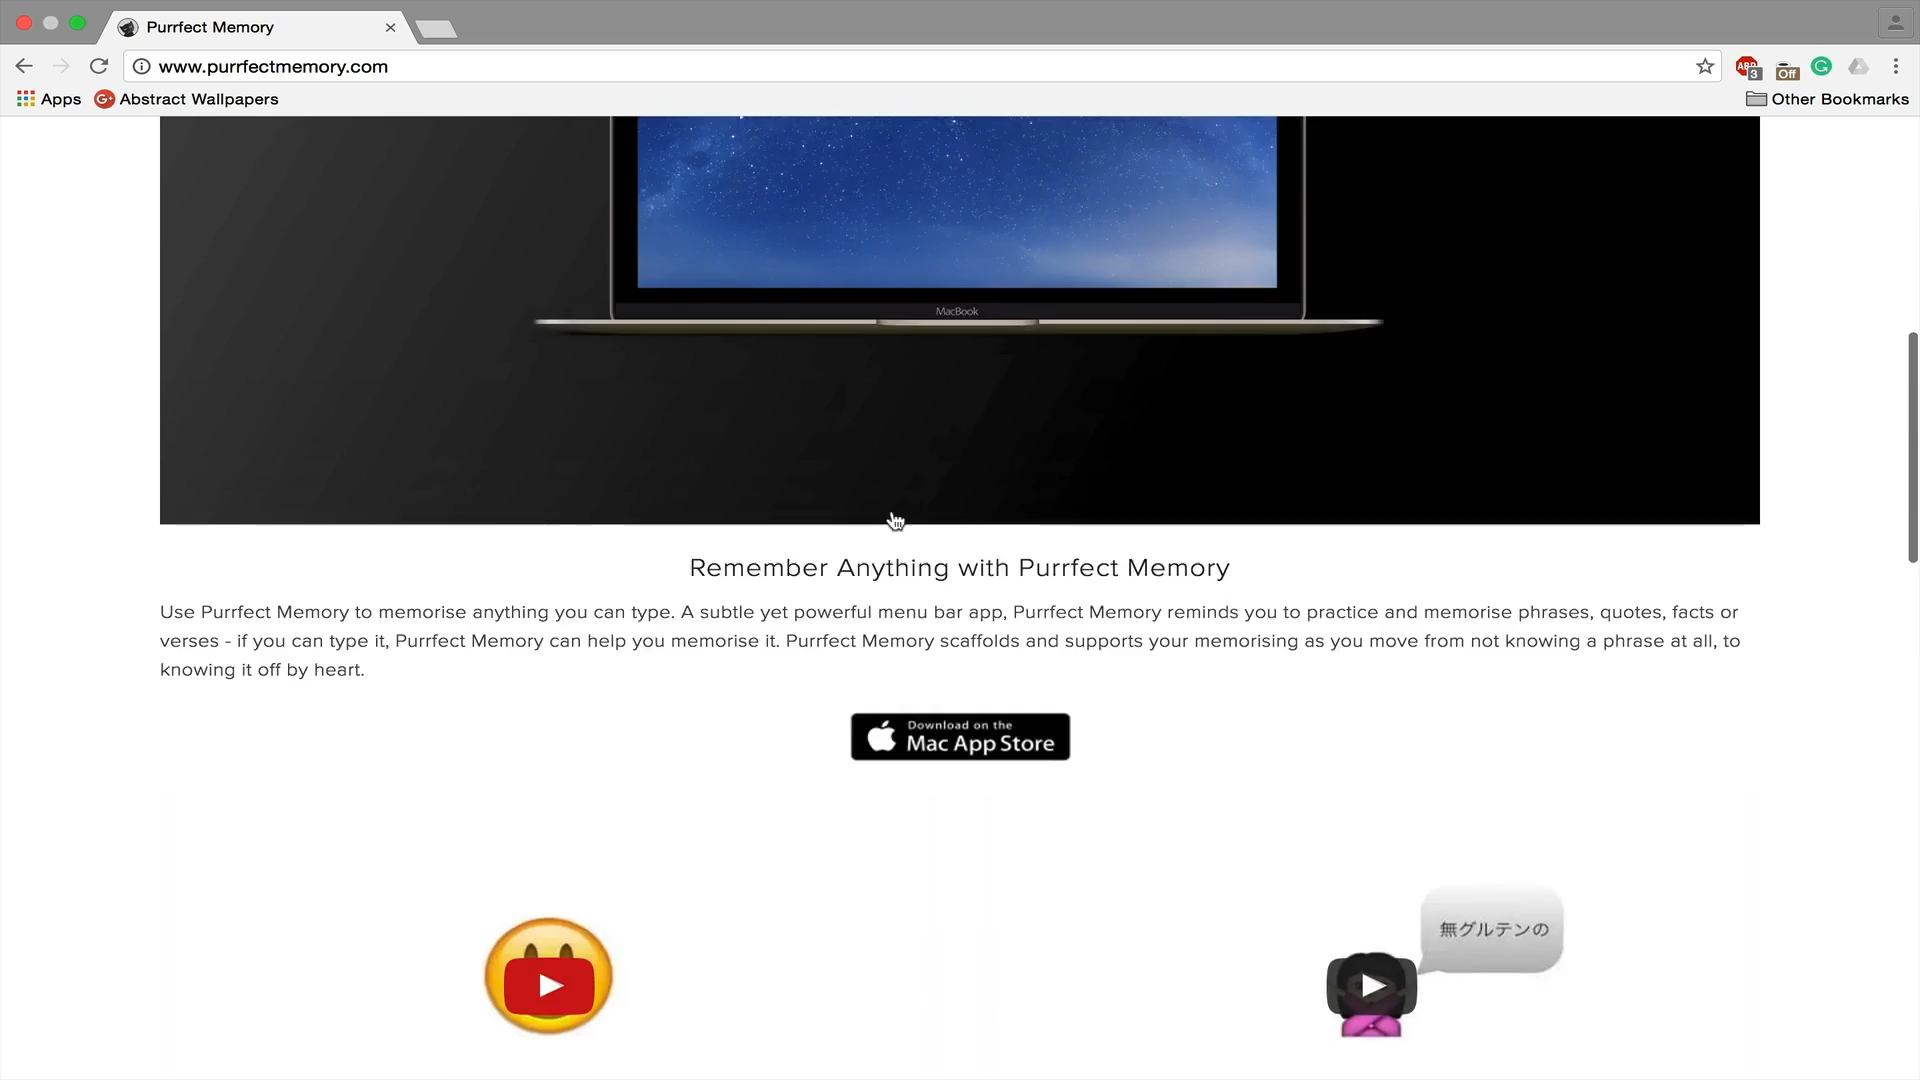 Purrfect Memory
www.purrfectmemory.com
ABP
3
Off
Apps
G+
Abstract Wallpapers
Other Bookmarks
MacBook
Remember Anything with Purrfect Memory
Use Purrfect Memory to memorise anything you can type. A subtle yet powerful menu bar app, Purrfect Memory reminds you to practice and memorise phrases, quotes, facts or
verses - if you can type it, Purrfect Memory can help you memorise it. Purrfect Memory scaffolds and supports your memorising as you move from not knowing a phrase at all, to
knowing it off by heart.
Download on the
Mac App Store
無グルテンの